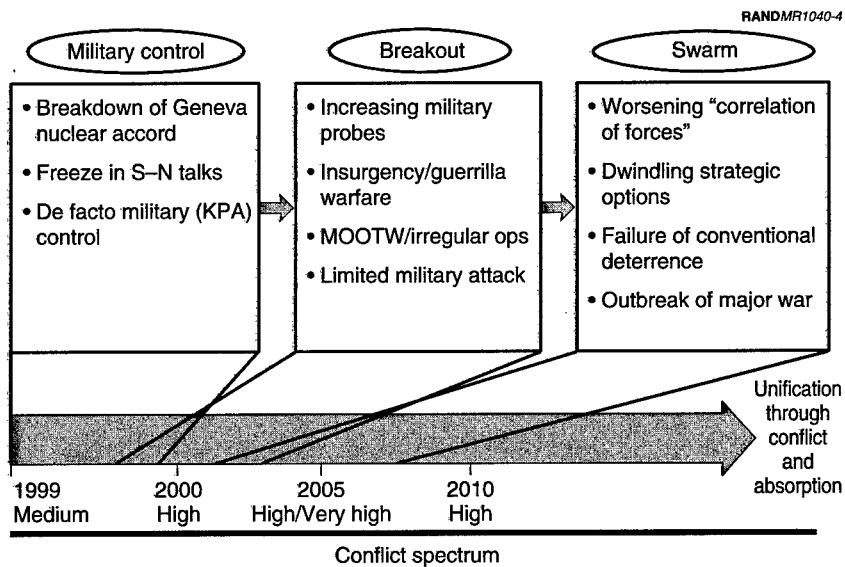 RANDMR1040-4
Military control
• Breakdown of Geneva
nuclear accord
• Freeze in S–N talks
• De facto military (KPA)
control
Breakout
• Increasing military
probes
• Insurgency/guerrilla
warfare
• MOOTW/irregular ops
• Limited military attack
Swarm
• Worsening “correlation
of forces”
• Dwindling strategic
options
• Failure of conventional
deterrence
• Outbreak of major war
Unification
through
conflict
and
absorption
1999
Medium
2000
High
2005
High/Very high
2010
High
Conflict spectrum